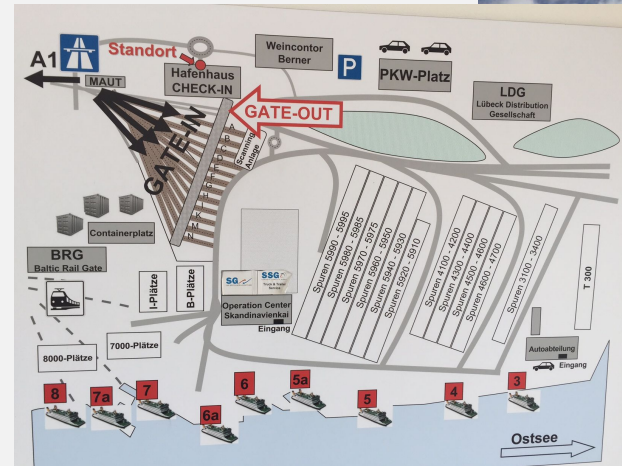 A1
MAUT
Standort
Hafenhaus
CHECK-IN
Weincontor
Berner
P
PKW-Platz
LDG
Lübeck Distribution
Gesellschaft
GATE-IN
GATE-OUT
A
B
C
D
E
F
G
H
I
K
M
N
Scanning
Anlage
Containerplatz
BRG
Baltic Rail Gate
I-Plätze
B-Plätze
8000-Plätze
7000-Plätze
SG
SSG
Operation Center
Skandinavienkai
Eingang
Spuren 5990 - 5995
Spuren 5980 - 5985
Spuren 5970 - 5975
Spuren 5960 - 5950
Spuren 5940 - 5930
Spuren 5920 - 5910
Spuren 4100 - 4200
Spuren 4300 - 4400
Spuren 4500 - 4600
Spuren 4600 - 4700
Spuren 3100 - 3400
T 300
Autoabteilung
Eingang
8
7a
7
6a
6
5a
5
4
3
Ostsee